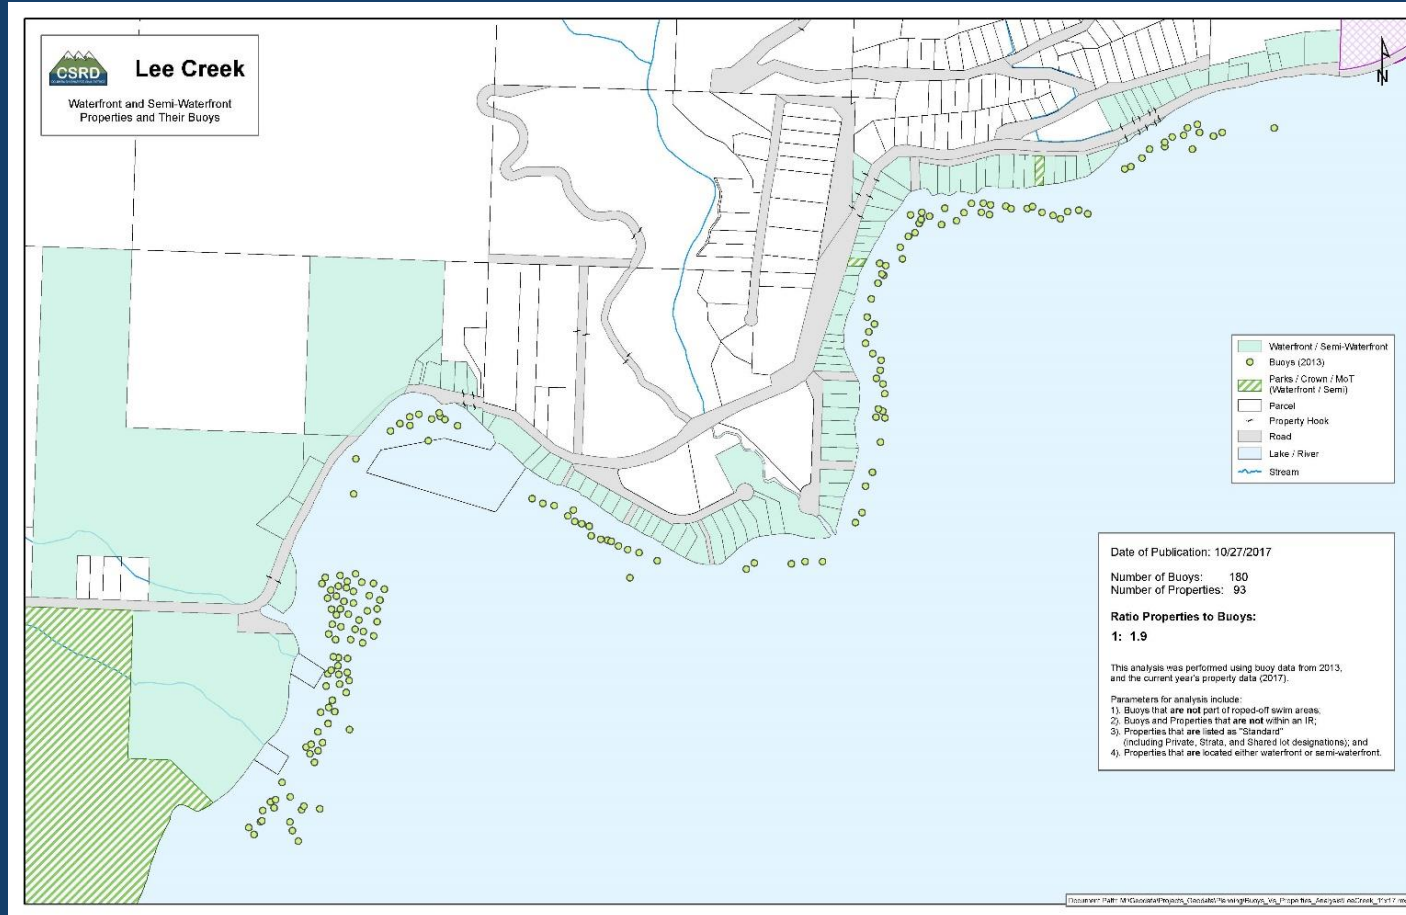 CSRD
Lee Creek
Waterfront and Semi-Waterfront
Properties and Their Buoys
N
Waterfront / Semi-Waterfront
Buoys (2013)
Parks / Crown / MoT
(Waterfront / Semi)
Parcel
Property Hook
Road
Lake / River
Stream
Date of Publication: 10/27/2017
Number of Buoys: 180
Number of Properties: 93
Ratio Properties to Buoys:
1: 1.9
This analysis was performed using buoy data from 2013,
and the current year's property data (2017).
Parameters for analysis include:
1). Buoys that are not part of roped-off swim areas;
2). Buoys and Properties that are not within an IR;
3). Properties that are listed as "Standard"
(including Private, Strata, and Shared lot designations); and
4). Properties that are located either waterfront or semi-waterfront.
Document Path: